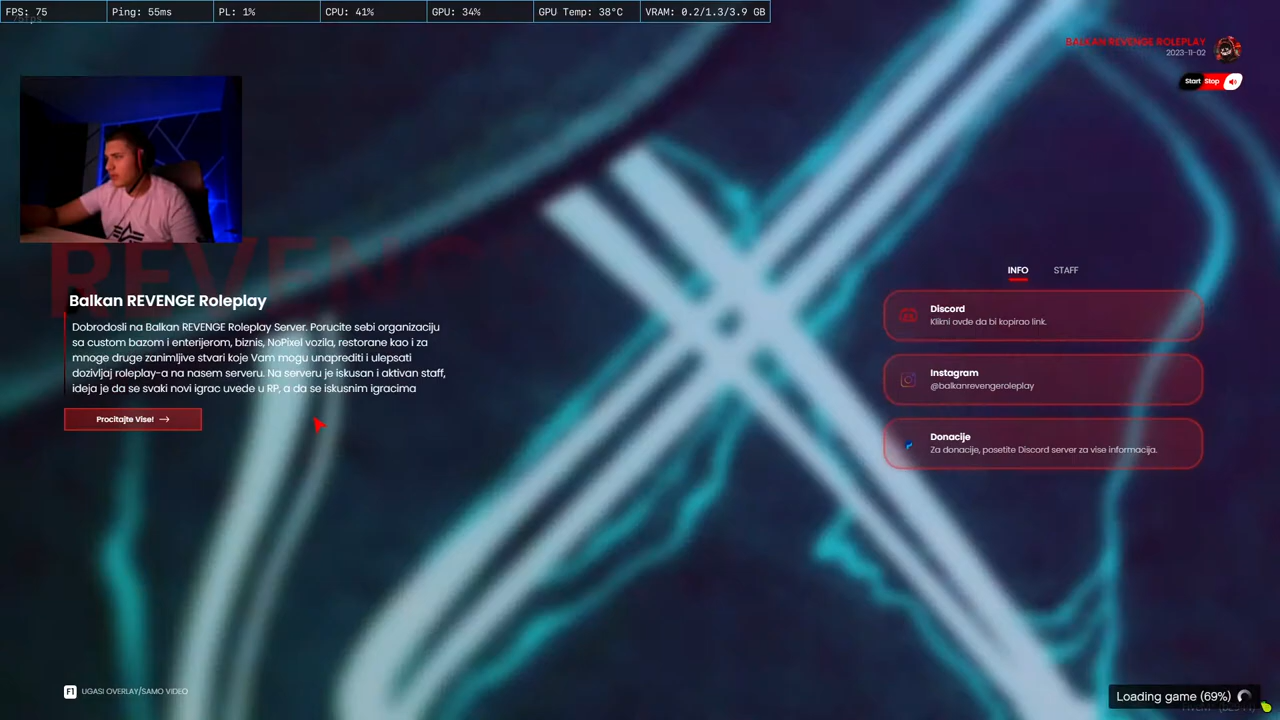 FPS: 75
Ping: 55ms
PL: 1%
CPU: 41%
GPU: 34%
GPU Temp: 38°C
VRAM: 0.2/1.3/3.9 GB
BALKAN REVENGE ROLEPLAY
2023-11-02
Start Stop
REVENG
Balkan REVENGE Roleplay
Dobrodosli na Balkan REVENGE Roleplay Server. Porucite sebi organizaciju
sa custom bazom i enterijerom, biznis, NoPixel vozila, restorane kao i za
mnoge druge zanimljive stvari koje Vam mogu unaprediti i ulepsati
dozivljaj roleplay-a na nasem serveru. Na serveru je iskusan i aktivan staff,
ideja je da se svaki novi igrac uvede u RP, a da se iskusnim igracima
Procitajte Vise!
INFO
STAFF
Discord
Klikni ovde da bi kopirao link.
Instagram
@balkanrevengeroleplay
Donacije
Za donacije, posetite Discord server za vise informacija.
F1 UGASI OVERLAY/SAMO VIDEO
Loading game (69%)